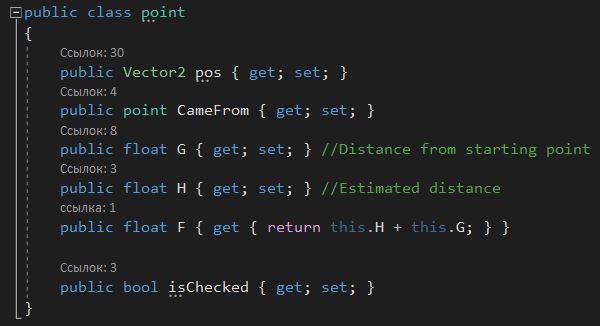 public class point
{
Ссылок: 30
public Vector2 pos { get; set; }
Ссылок: 4
public point CameFrom { get; set; }
Ссылок: 8
public float G { get; set; } //Distance from starting point
Ссылок: 3
public float H { get; set; } //Estimated distance
ссылка: 1
public float F { get { return this.H + this.G; } }
Ссылок: 3
public bool isChecked { get; set; }
}